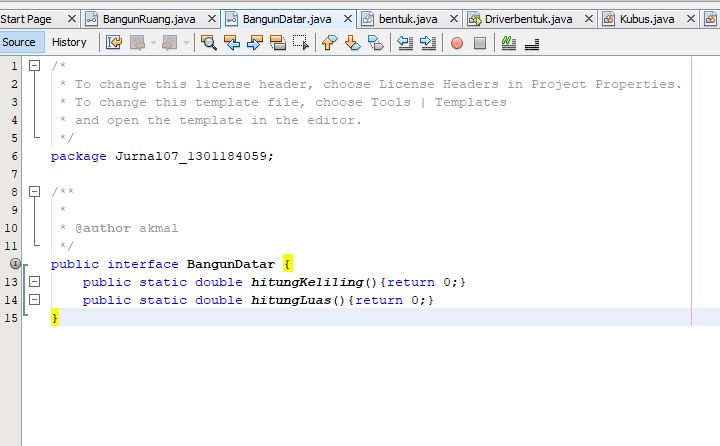 Start Page BangunRuang.java BangunDatar.java bentuk.java Driverbentuk.java Kubus.java
Source History
1 /*
2 * To change this license header, choose License Headers in Project Properties.
3 * To change this template file, choose Tools | Templates
4 * and open the template in the editor.
5 */
6 package Jurnal07_1301184059;
7
8 /**
9 *
10 * @author akmal
11 */
public interface BangunDatar {
13 public static double hitungKeliling(){return 0;}
14 public static double hitungLuas(){return 0;}
15 }